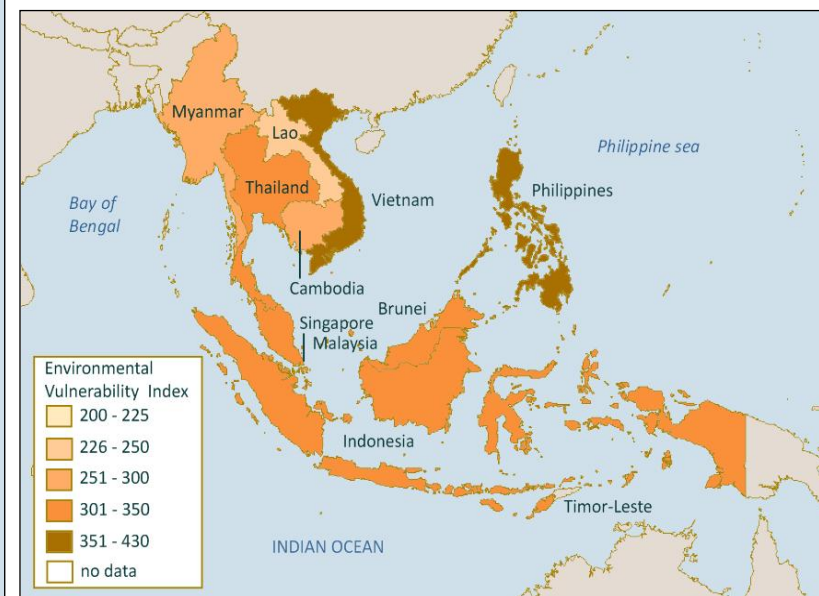 Myanmar
Lao
Philippine sea
Thailand
Philippines
Bay of
Bengal
Vietnam
Cambodia
Brunei
Singapore
Malaysia
Environmental
Vulnerability Index
200 - 225
226 - 250
251 - 300
301 - 350
351 - 430
no data
Indonesia
Timor-Leste
INDIAN OCEAN